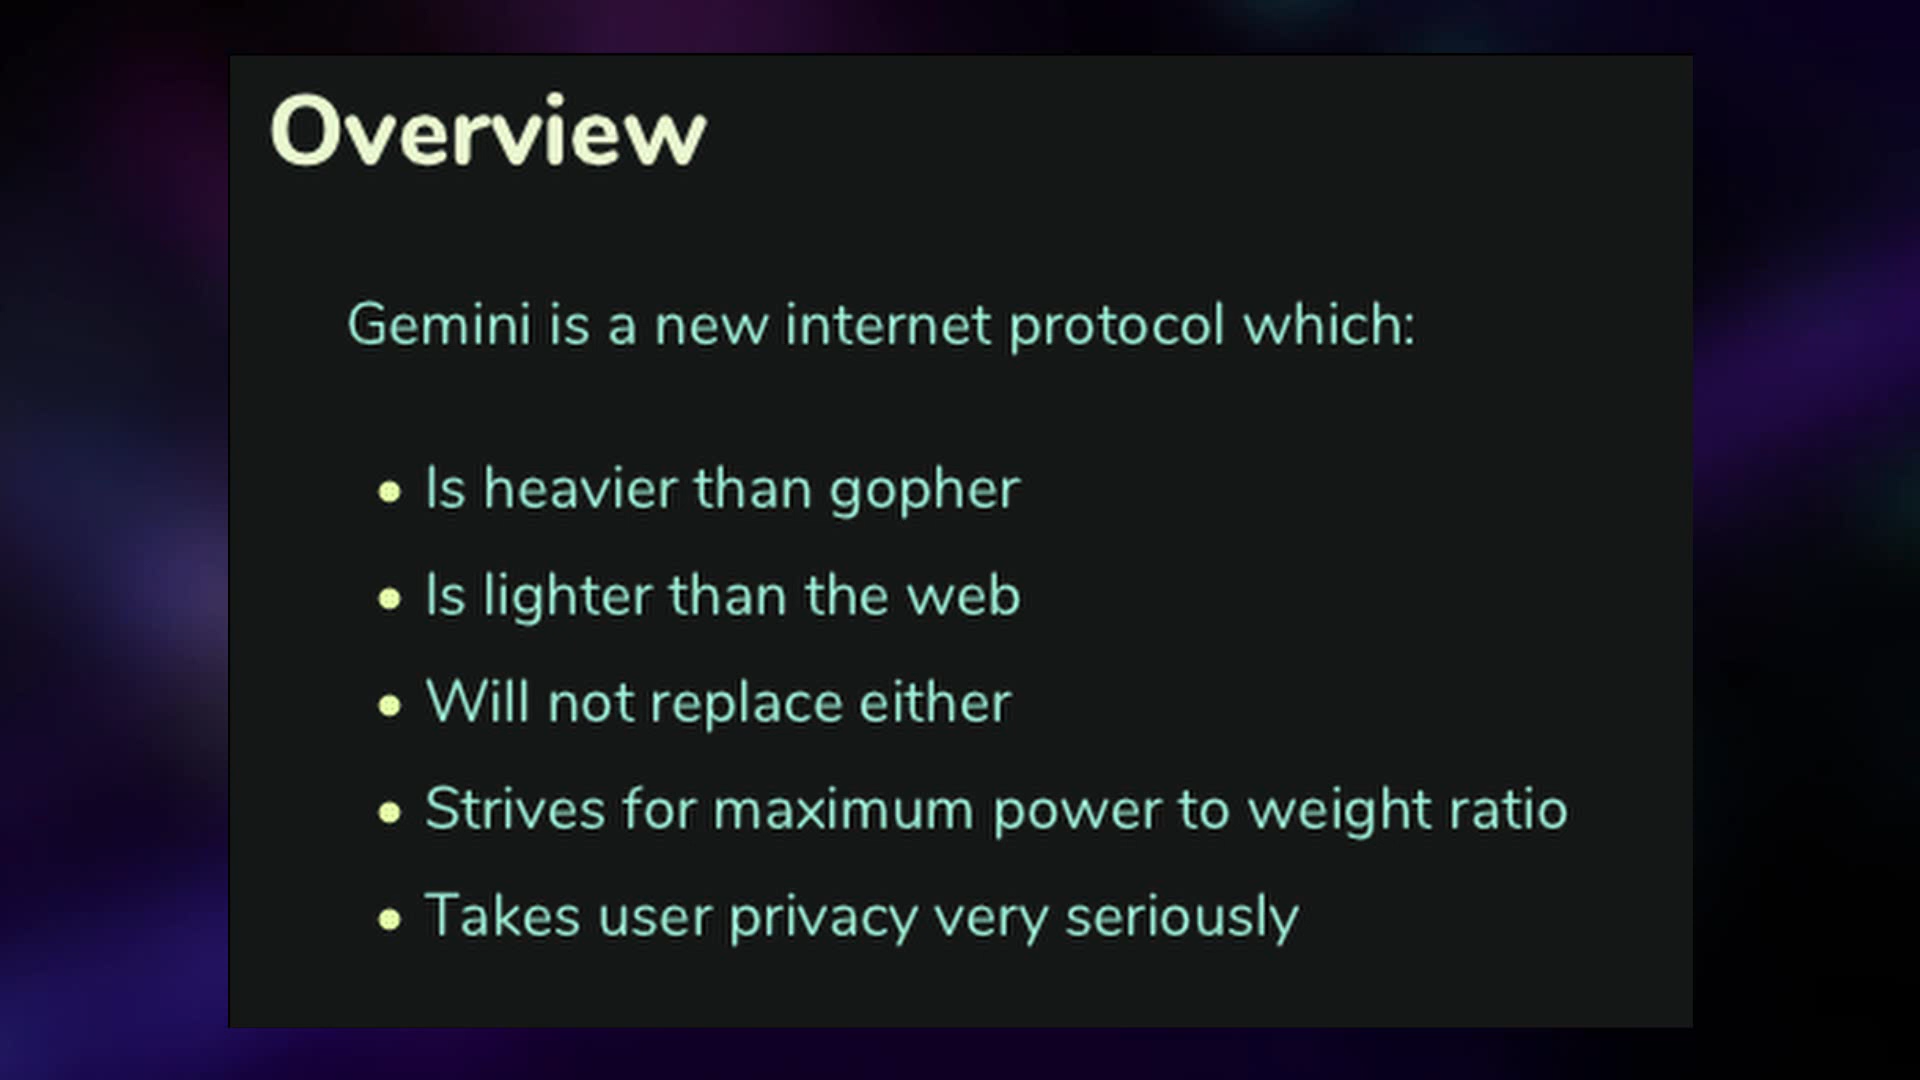 Overview
Gemini is a new internet protocol which:
• Is heavier than gopher
• Is lighter than the web
• Will not replace either
• Strives for maximum power to weight ratio
• Takes user privacy very seriously